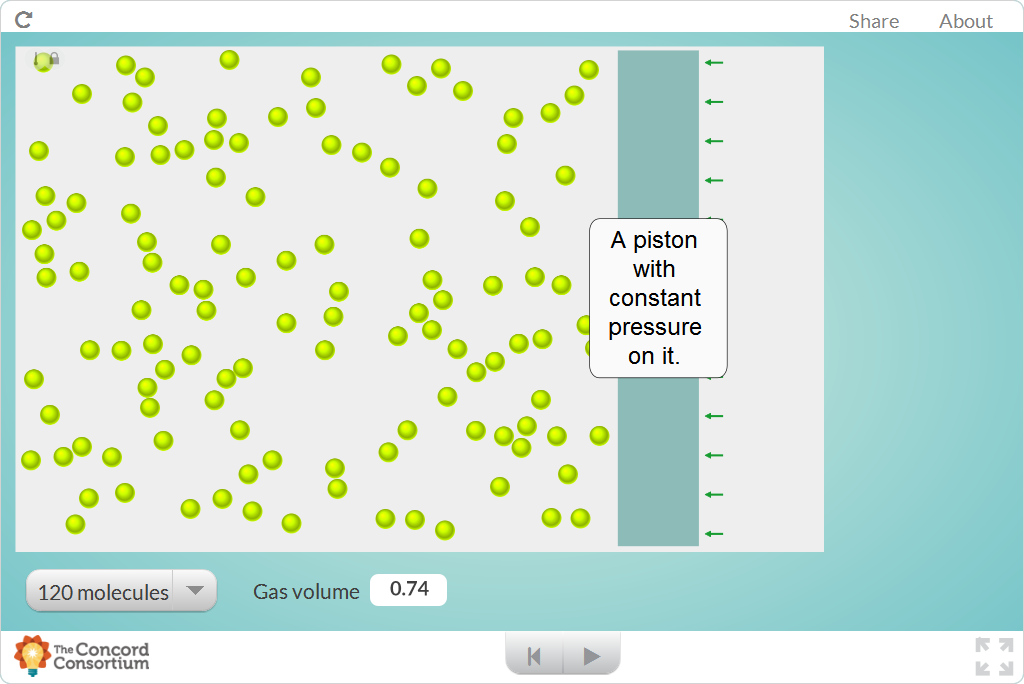 Share About
A piston
with
constant
pressure
on it.
120 molecules Gas volume 0.74
The Concord
Consortium